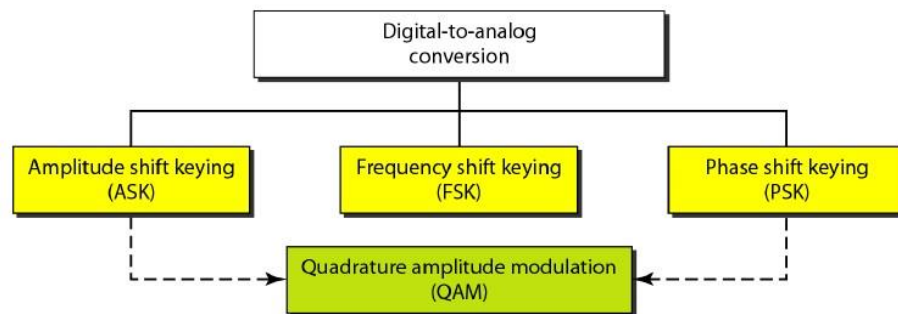 Digital-to-analog
conversion
Amplitude shift keying
(ASK)
Frequency shift keying
(FSK)
Phase shift keying
(PSK)
Quadrature amplitude modulation
(QAM)